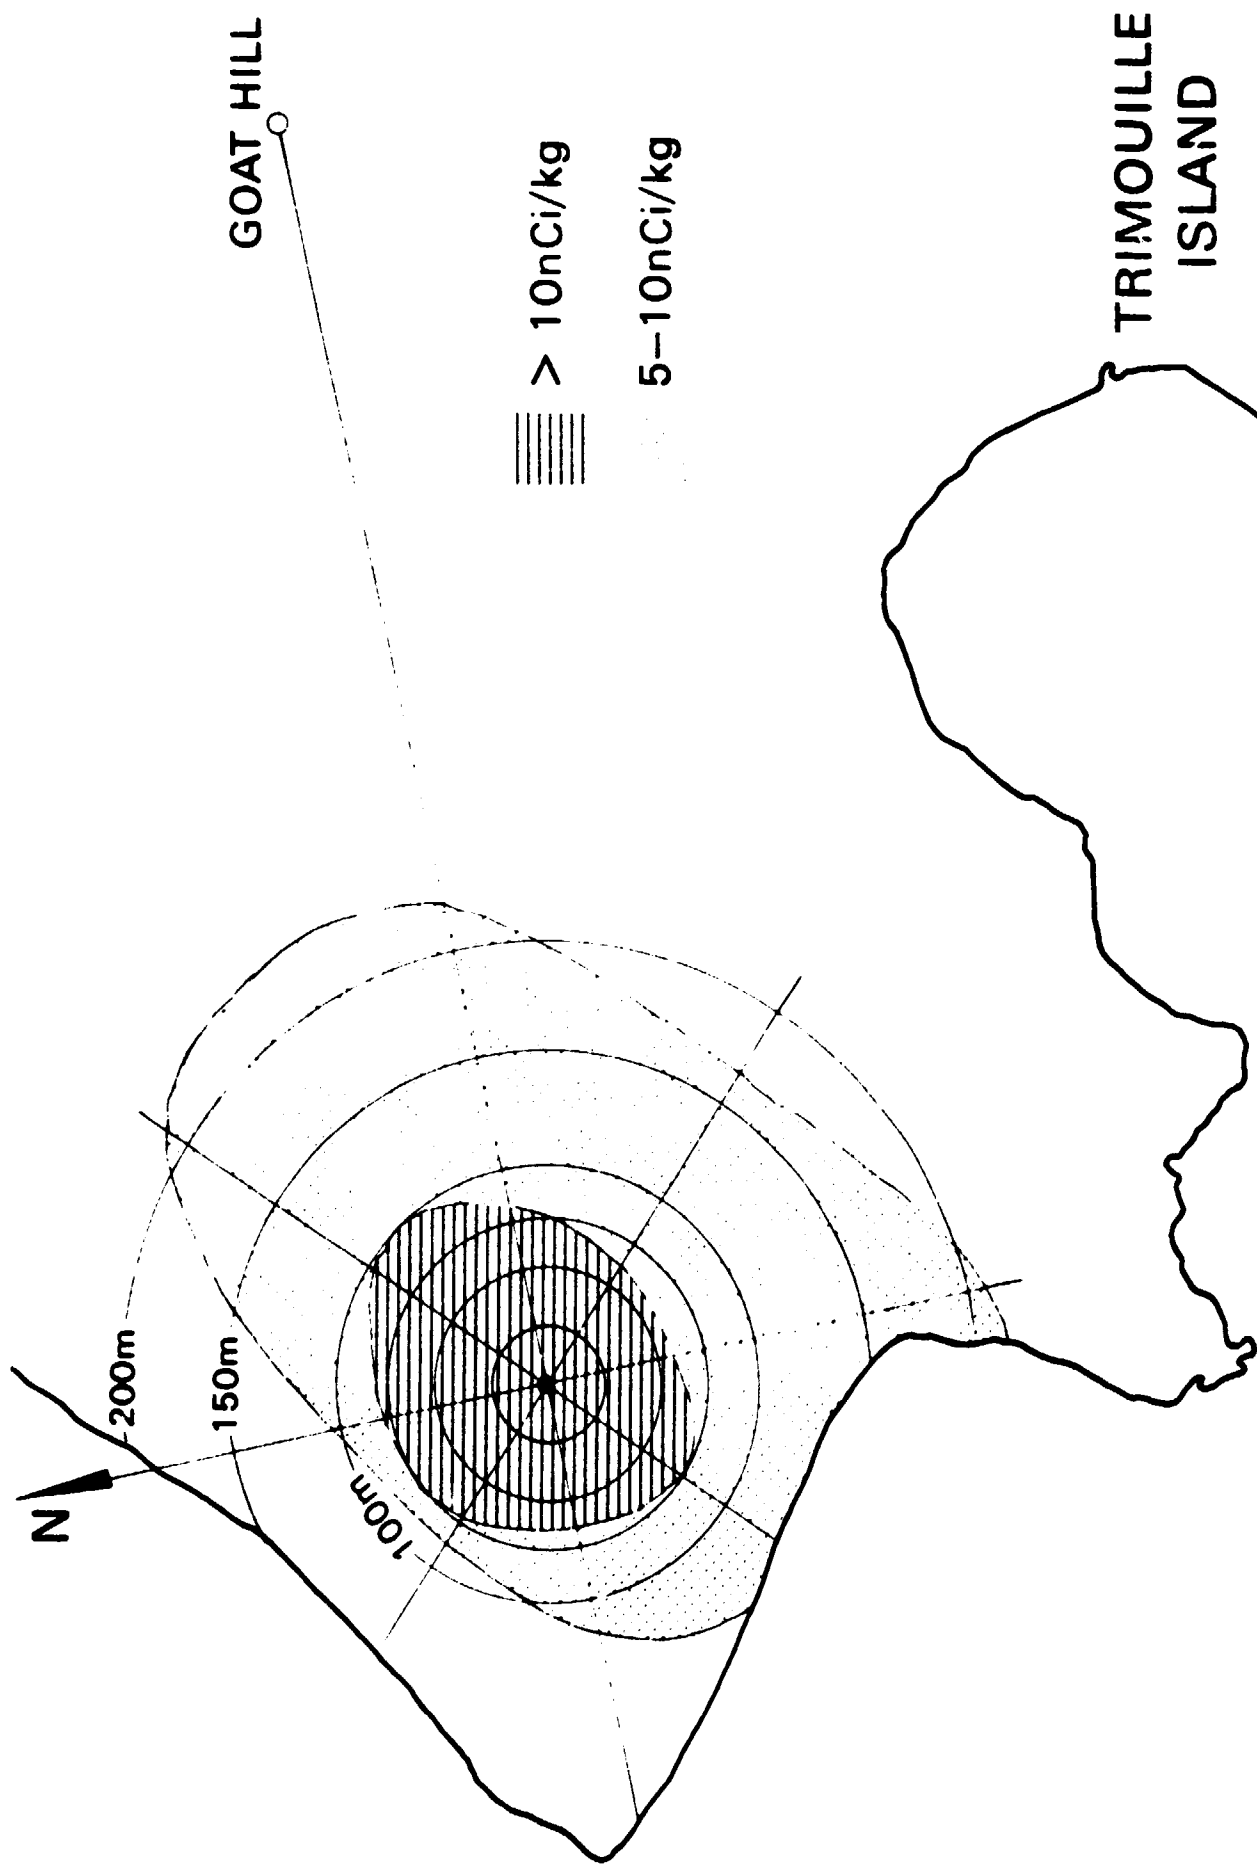 GOAT HILL
> 10nCi/kg
5–10nCi/kg
TRIMOUILLE
ISLAND
200m
150m
100m
N